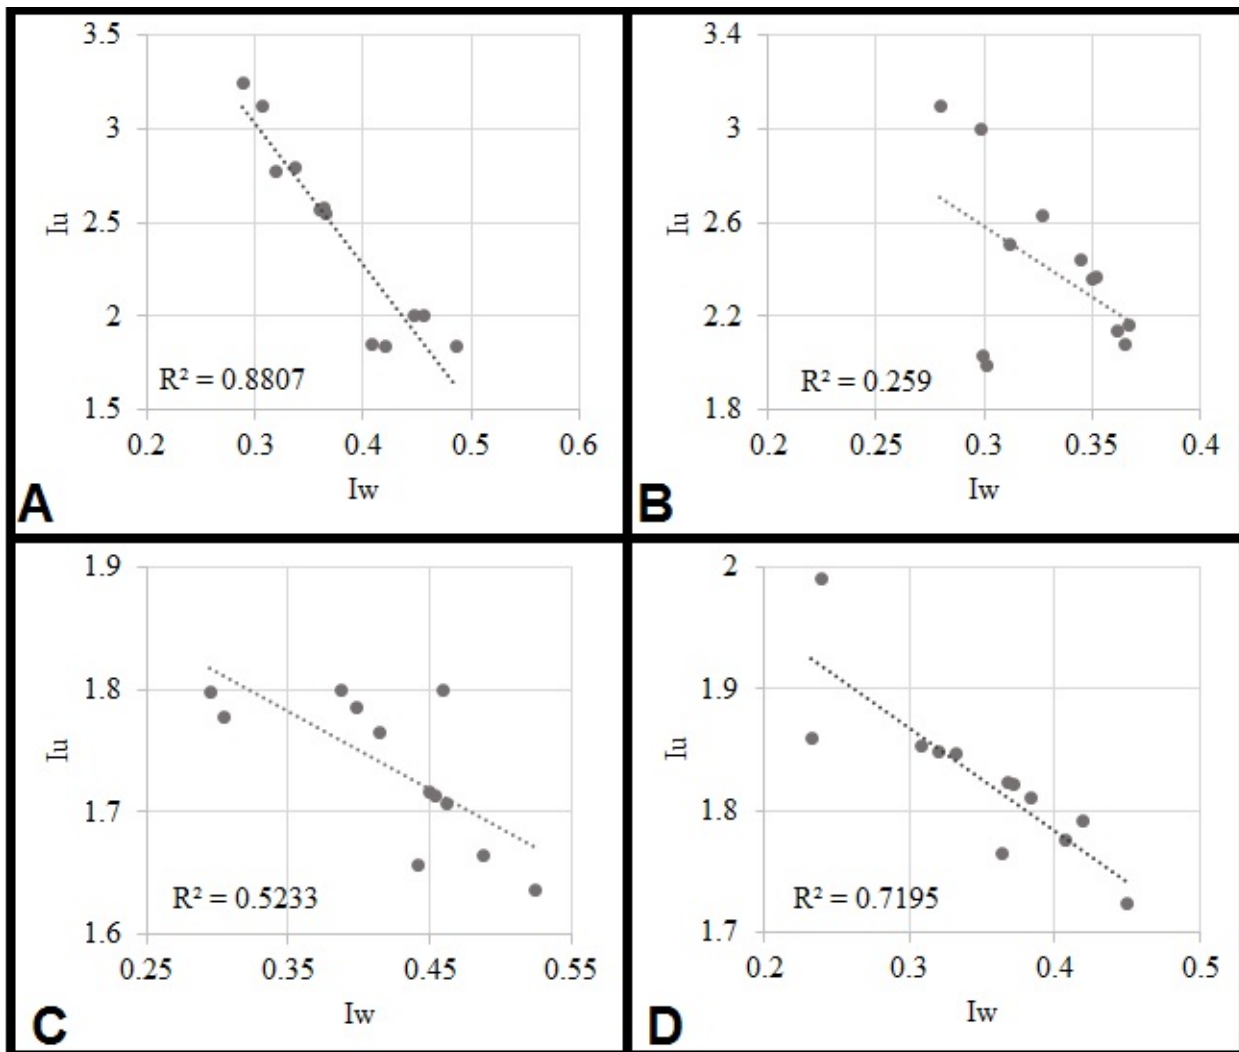 3.5
3
Iu
2.5
2
R² = 0.8807
1.5
0.2 0.3 0.4 0.5 0.6
Iw
A
3.4
3
Iu
2.6
2.2
R² = 0.259
1.8
0.2 0.25 0.3 0.35 0.4
Iw
B
1.9
1.8
Iu
1.7
R² = 0.5233
1.6
0.25 0.35 0.45 0.55
Iw
C
2
1.9
Iu
1.8
R² = 0.7195
1.7
0.2 0.3 0.4 0.5
Iw
D